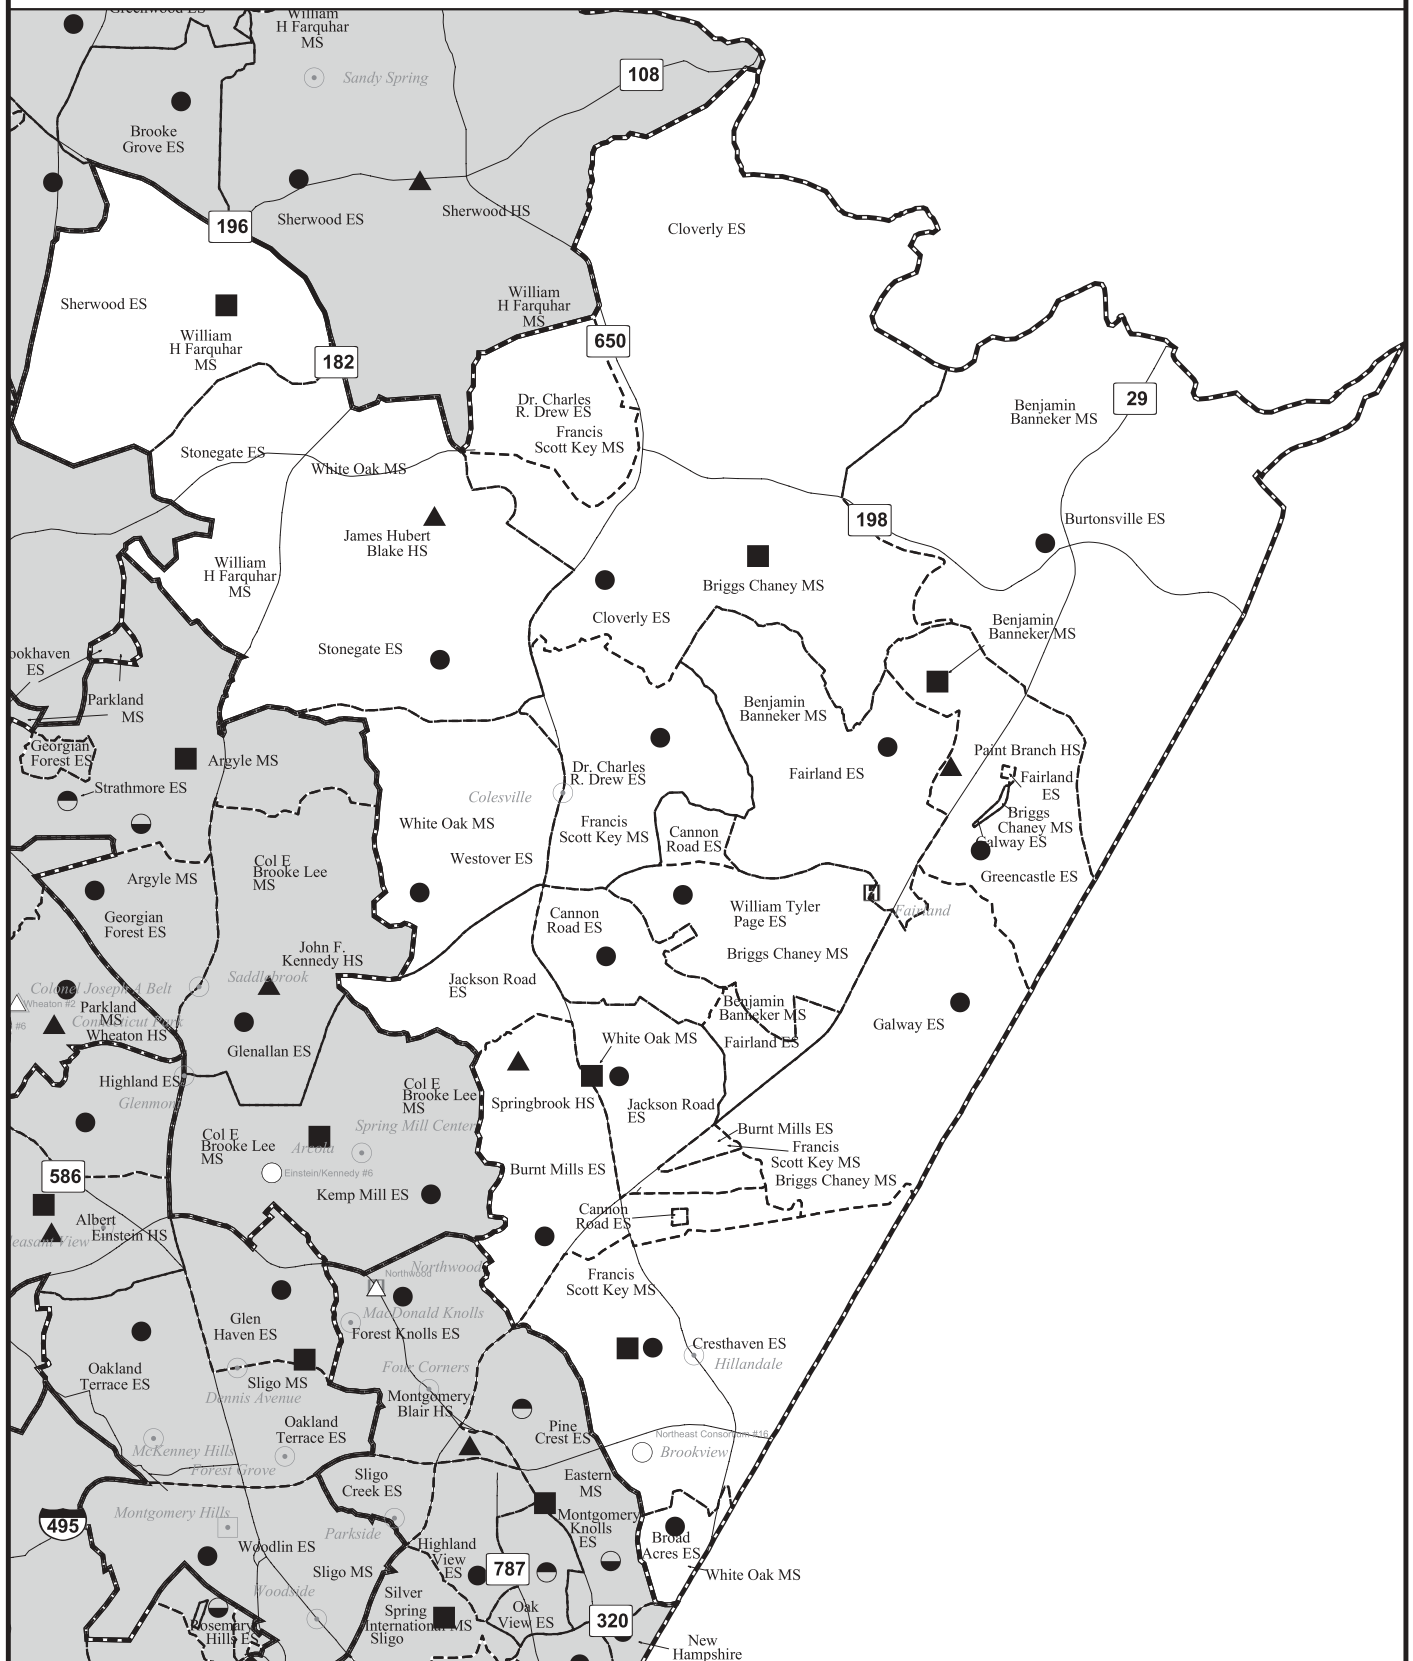 Greenwood ES
William
H Farquhar
MS
Sandy Spring
108
Brooke
Grove ES
Sherwood ES
Sherwood HS
196
Cloverly ES
Sherwood ES
William
H Farquhar
MS
William
H Farquhar
MS
650
182
Dr. Charles
R. Drew ES
Francis
Scott Key MS
Benjamin
Banneker MS
29
Stonegate ES
White Oak MS
198
Burtonsville ES
James Hubert
Blake HS
William
H Farquhar
MS
Briggs Chaney MS
Cloverly ES
Benjamin
Banneker MS
Stonegate ES
ookhaven
ES
Parkland
MS
Benjamin
Banneker MS
Georgian
Forest ES
Argyle MS
Strathmore ES
Dr. Charles
R. Drew ES
Fairland ES
Paint Branch HS
Fairland
ES
Briggs
Chaney MS
Galway ES
Colesville
White Oak MS
Francis
Scott Key MS
Cannon
Road ES
Westover ES
Greencastle ES
Col E
Brooke Lee
MS
Argyle MS
Georgian
Forest ES
Cannon
Road ES
William Tyler
Page ES
Fairland
John F.
Kennedy HS
Briggs Chaney MS
Saddlebrook
Jackson Road
ES
Colonel Joseph A Belt
Wheaton #2
Parkland
MS
Connecticut Park
Wheaton HS
#6
Benjamin
Banneker MS
Fairland ES
Galway ES
White Oak MS
Glenallan ES
Highland ES
Glenmont
Col E
Brooke Lee
MS
Springbrook HS
Jackson Road
ES
Spring Mill Center
Burnt Mills ES
Francis
Scott Key MS
Briggs Chaney MS
Col E
Brooke Lee
MS
Arcola
Einstein/Kennedy #6
Burnt Mills ES
586
Kemp Mill ES
Cannon
Road ES
Albert
Einstein HS
leasant View
Northwood
Northwood
Francis
Scott Key MS
MacDonald Knolls
Forest Knolls ES
Glen
Haven ES
Cresthaven ES
Hillandale
Four Corners
Oakland
Terrace ES
Sligo MS
Dennis Avenue
Montgomery
Blair HS
Oakland
Terrace ES
Pine
Crest ES
Northeast Consortium #16
Brookview
McKenney Hills
Forest Grove
Sligo
Creek ES
Eastern
MS
Montgomery Hills
495
Montgomery
Knolls
ES
Parkside
Woodlin ES
Highland
View
ES
Broad
Acres ES
Sligo MS
787
White Oak MS
Woodside
Silver
Spring
International MS
Sligo
Oak
View ES
320
Rosemary
Hills ES
New
Hampshire